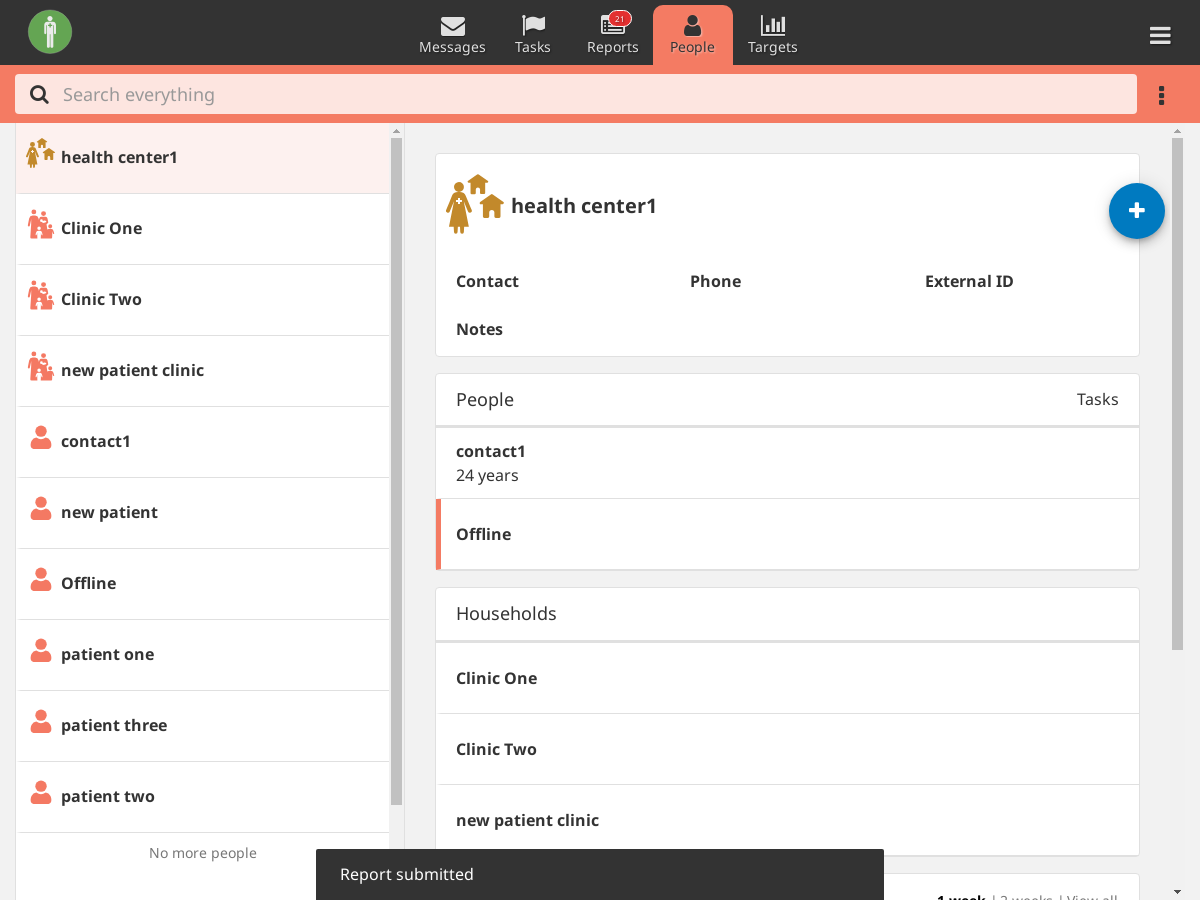 Messages
Tasks
21
Reports
People
Targets
Search everything
health center1
Clinic One
Clinic Two
new patient clinic
contact1
new patient
Offline
patient one
patient three
patient two
No more people
health center1
Contact
Phone
External ID
Notes
People
Tasks
contact1
24 years
Offline
Households
Clinic One
Clinic Two
new patient clinic
1 week | 2 weeks | View all
Report submitted